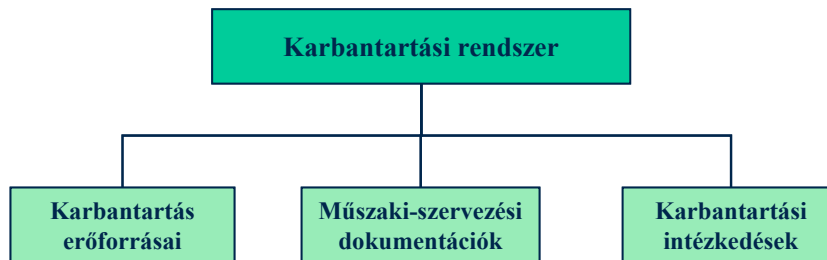 Karbantartási rendszer
Karbantartás
erőforrásai
Műszaki-szervezési
dokumentációk
Karbantartási
intézkedések